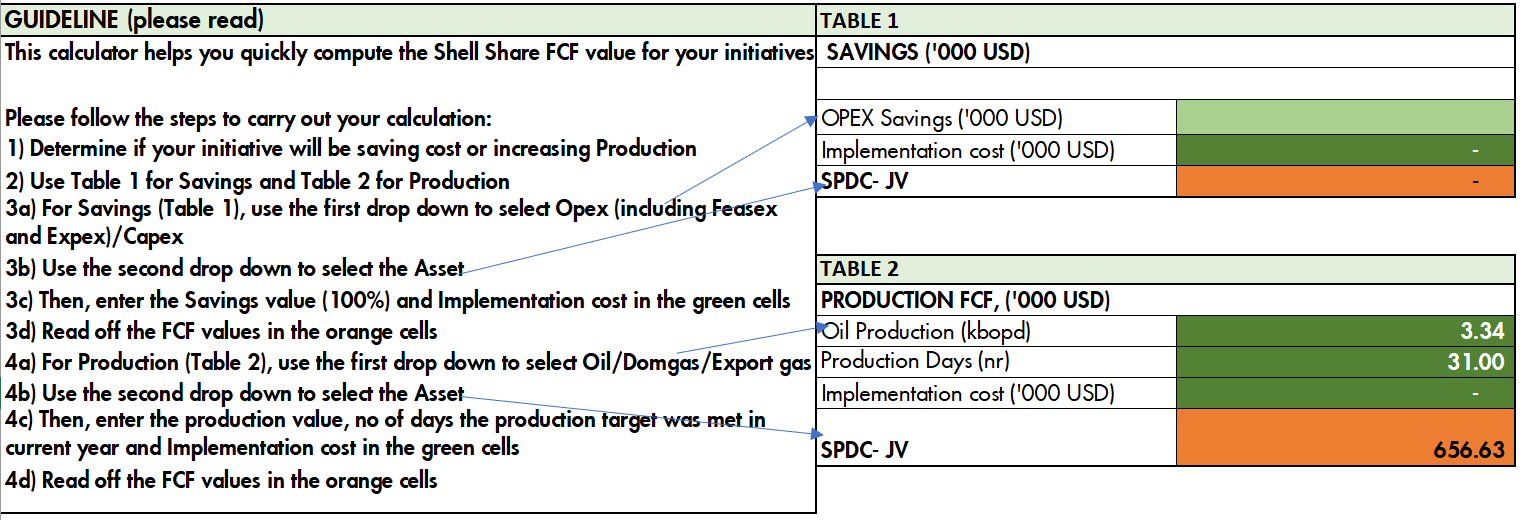 GUIDELINE (please read)
This calculator helps you quickly compute the Shell Share FCF value for your initiatives
Please follow the steps to carry out your calculation:
1) Determine if your initiative will be saving cost or increasing Production
2) Use Table 1 for Savings and Table 2 for Production
3a) For Savings (Table 1), use the first drop down to select Opex (including Feasex
and Expex)/Capex
3b) Use the second drop down to select the Asset
3c) Then, enter the Savings value (100%) and Implementation cost in the green cells
3d) Read off the FCF values in the orange cells
4a) For Production (Table 2), use the first drop down to select Oil/Domgas/Export gas
4b) Use the second drop down to select the Asset
4c) Then, enter the production value, no of days the production target was met in
current year and Implementation cost in the green cells
4d) Read off the FCF values in the orange cells
TABLE 1
SAVINGS ('000 USD)
OPEX Savings ('000 USD)
Implementation cost ('000 USD) -
SPDC- JV -
TABLE 2
PRODUCTION FCF, ('000 USD)
Oil Production (kbopd) 3.34
Production Days (nr) 31.00
Implementation cost ('000 USD) -
SPDC- JV 656.63